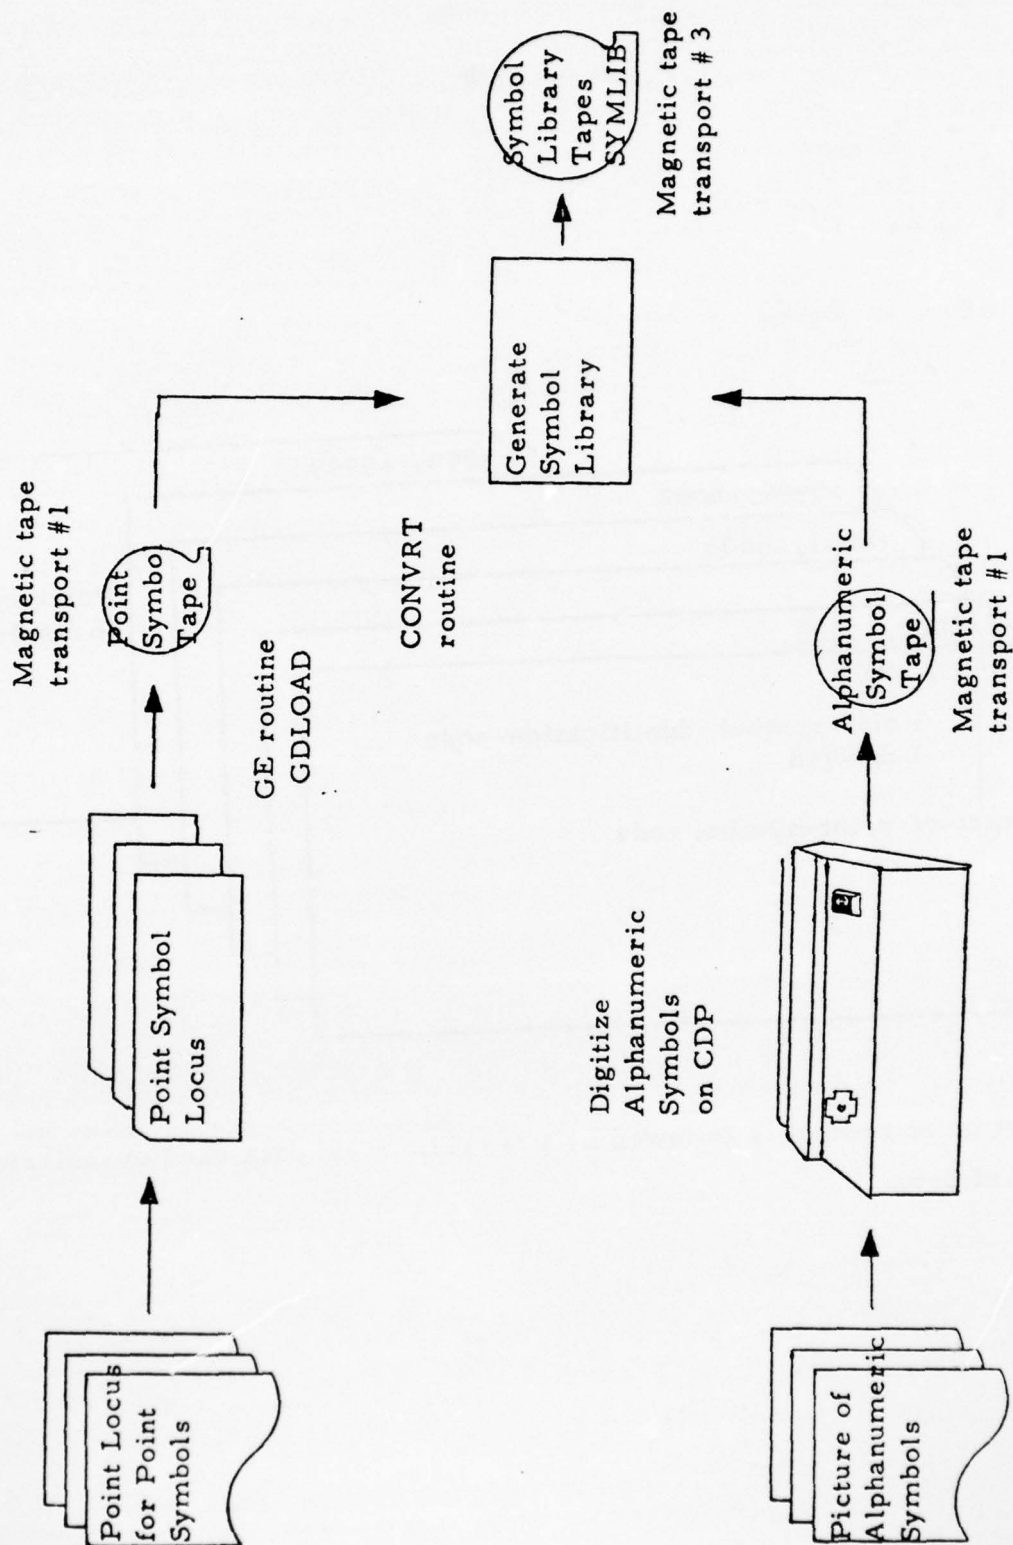 Point Locus
for Point
Symbols
Point Symbol
Locus
GE routine
GDLOAD
Magnetic tape
transport #1
Point
Symbo
Tape
CONVRT
routine
Generate
Symbol
Library
Symbol
Library
Tapes
SYMLIB
Magnetic tape
transport # 3
Picture of
Alphanumeric
Symbols
Digitize
Alphanumeric
Symbols
on CDP
Alphanumeric
Symbol
Tape
Magnetic tape
transport #1